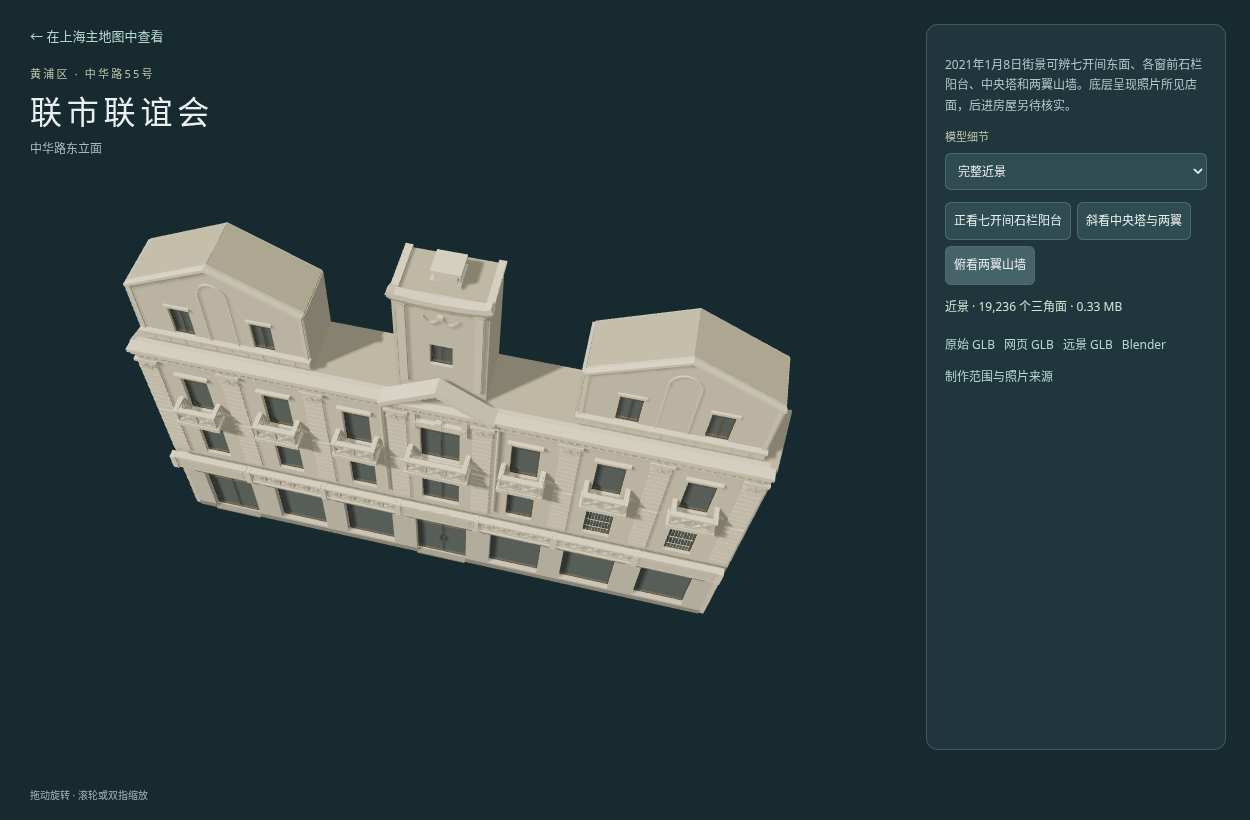 ← 在上海主地图中查看
黄浦区 · 中华路55号
联市联谊会
中华路东立面
2021年1月8日街景可辨七开间东面、各窗前石栏
阳台、中央塔和两翼山墙。底层呈现照片所见店
面，后进房屋另待核实。
模型细节
完整近景
正看七开间石栏阳台 斜看中央塔与两翼
俯看两翼山墙
近景 · 19,236 个三角面 · 0.33 MB
原始 GLB 网页 GLB 远景 GLB Blender
制作范围与照片来源
拖动旋转 · 滚轮或双指缩放